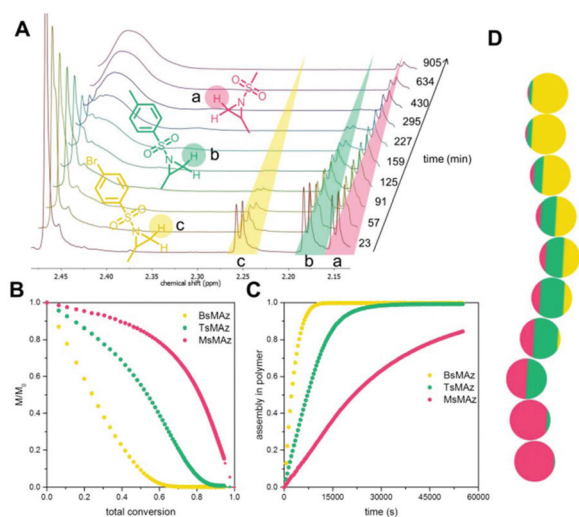 A
D
O
S
O
N
H
a
905
634
430
295
227
159
125
91
57
23
time (min)
O
S
O
N
H
H
b
Br
O
S
O
N
H
H
c
2.45
2.40
2.35
2.30
2.25
2.20
2.15
chemical shift (ppm)
c
b
a
B
C
1.0
0.8
0.6
0.4
0.2
0.0
M/M₀
BsMAz
TsMAz
MsMAz
0.0
0.2
0.4
0.6
0.8
1.0
total conversion
1.0
0.8
0.6
0.4
0.2
0.0
assembly in polymer
BsMAz
TsMAz
MsMAz
0
15000
30000
45000
60000
time (s)